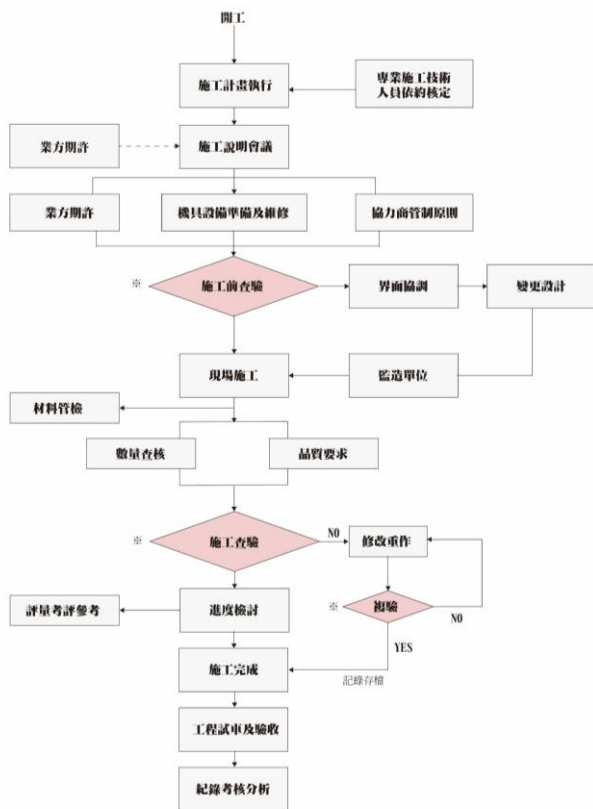 開工
施工計畫執行
專業施工技術
人員依約核定
業方期許
施工說明會議
業方期許
機具設備準備及維修
協力商管制原則
※
施工前查驗
界面協調
變更設計
現場施工
監造單位
材料管檢
數量查核
品質要求
※
施工查驗
NO
修改重作
評量考評參考
進度檢討
※
複驗
NO
YES
施工完成
記錄存檔
工程試車及驗收
紀錄考核分析